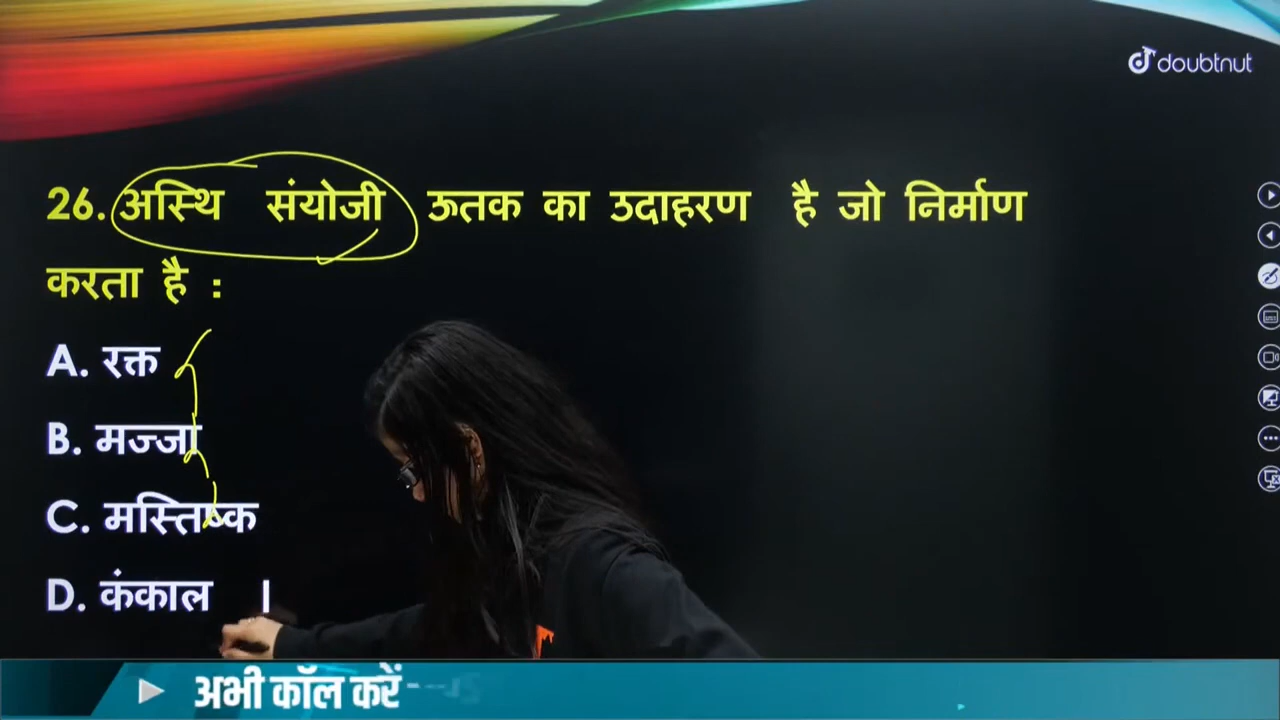 doubtnut
26. अस्थि संयोजी ऊतक का उदाहरण है जो निर्माण
करता है :
A. रक्त
B. मज्जा
C. मस्तिष्क
D. कंकाल ।
अभी कॉल करें